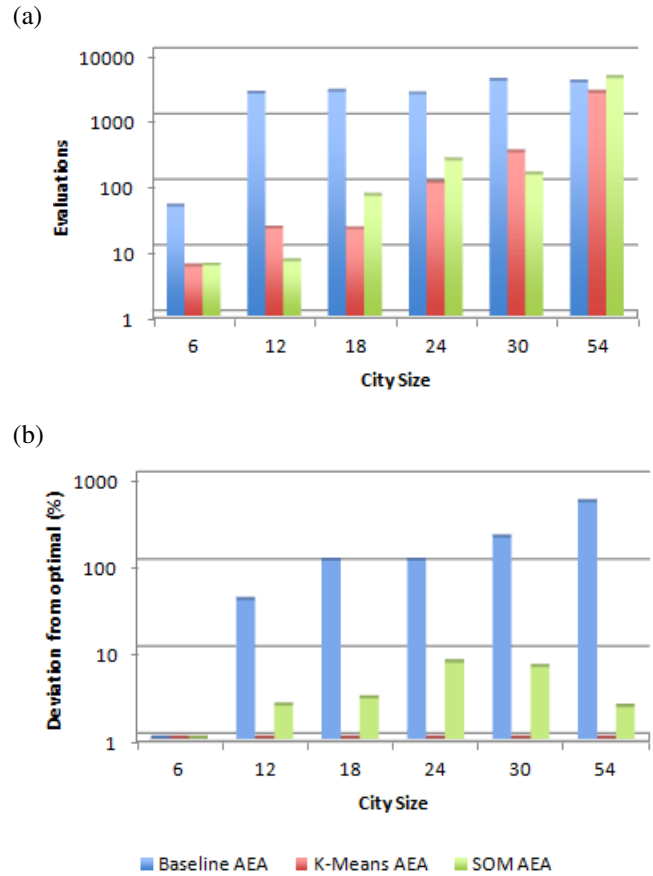 (a)
10000
1000
100
10
1
Evaluations
6 12 18 24 30 54
City Size
(b)
1000
100
10
1
Deviation from optimal (%)
6 12 18 24 30 54
City Size
Baseline AEA K-Means AEA SOM AEA